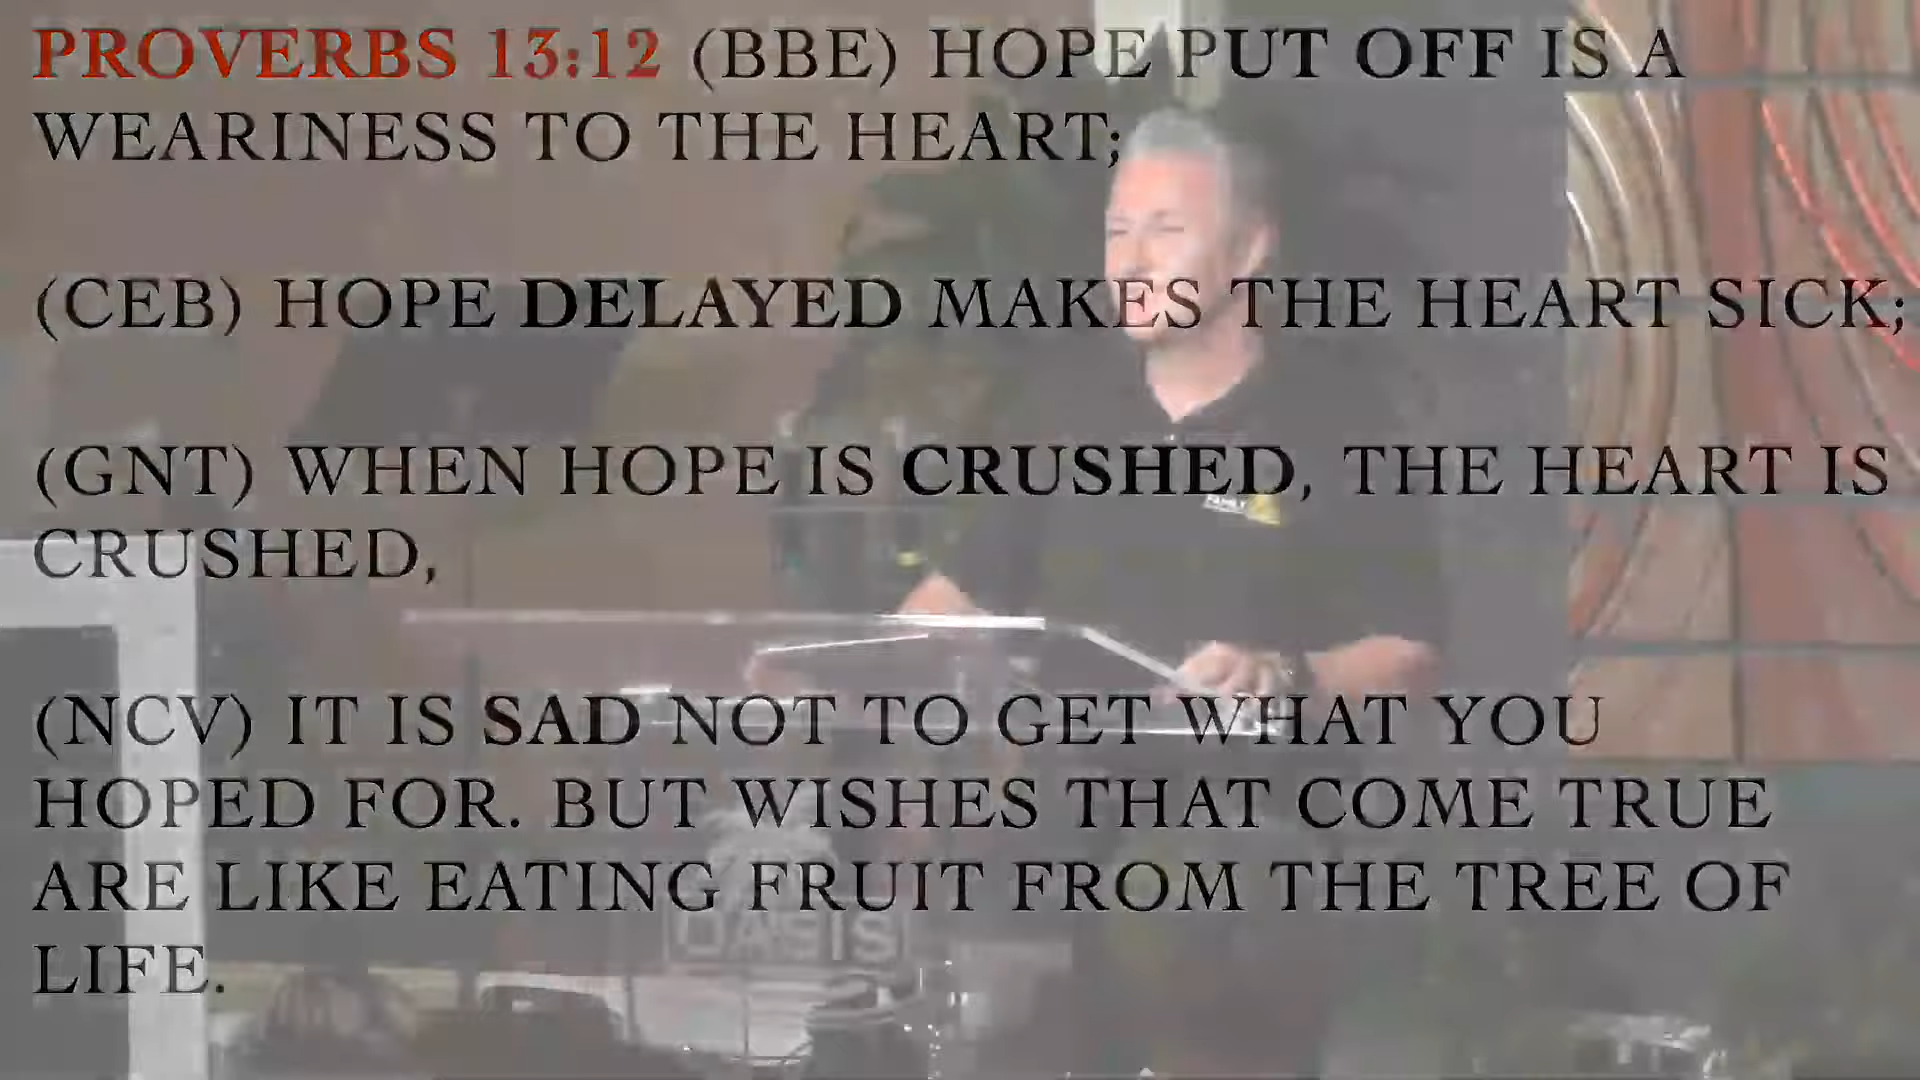 PROVERBS 13:12 (BBE) HOPE PUT OFF IS A
WEARINESS TO THE HEART;
(CEB) HOPE DELAYED MAKES THE HEART SICK;
(GNT) WHEN HOPE IS CRUSHED, THE HEART IS
CRUSHED,
FAMILY
(NCV) IT IS SAD NOT TO GET WHAT YOU
HOPED FOR. BUT WISHES THAT COME TRUE
ARE LIKE EATING FRUIT FROM THE TREE OF
LIFE.
OASIS